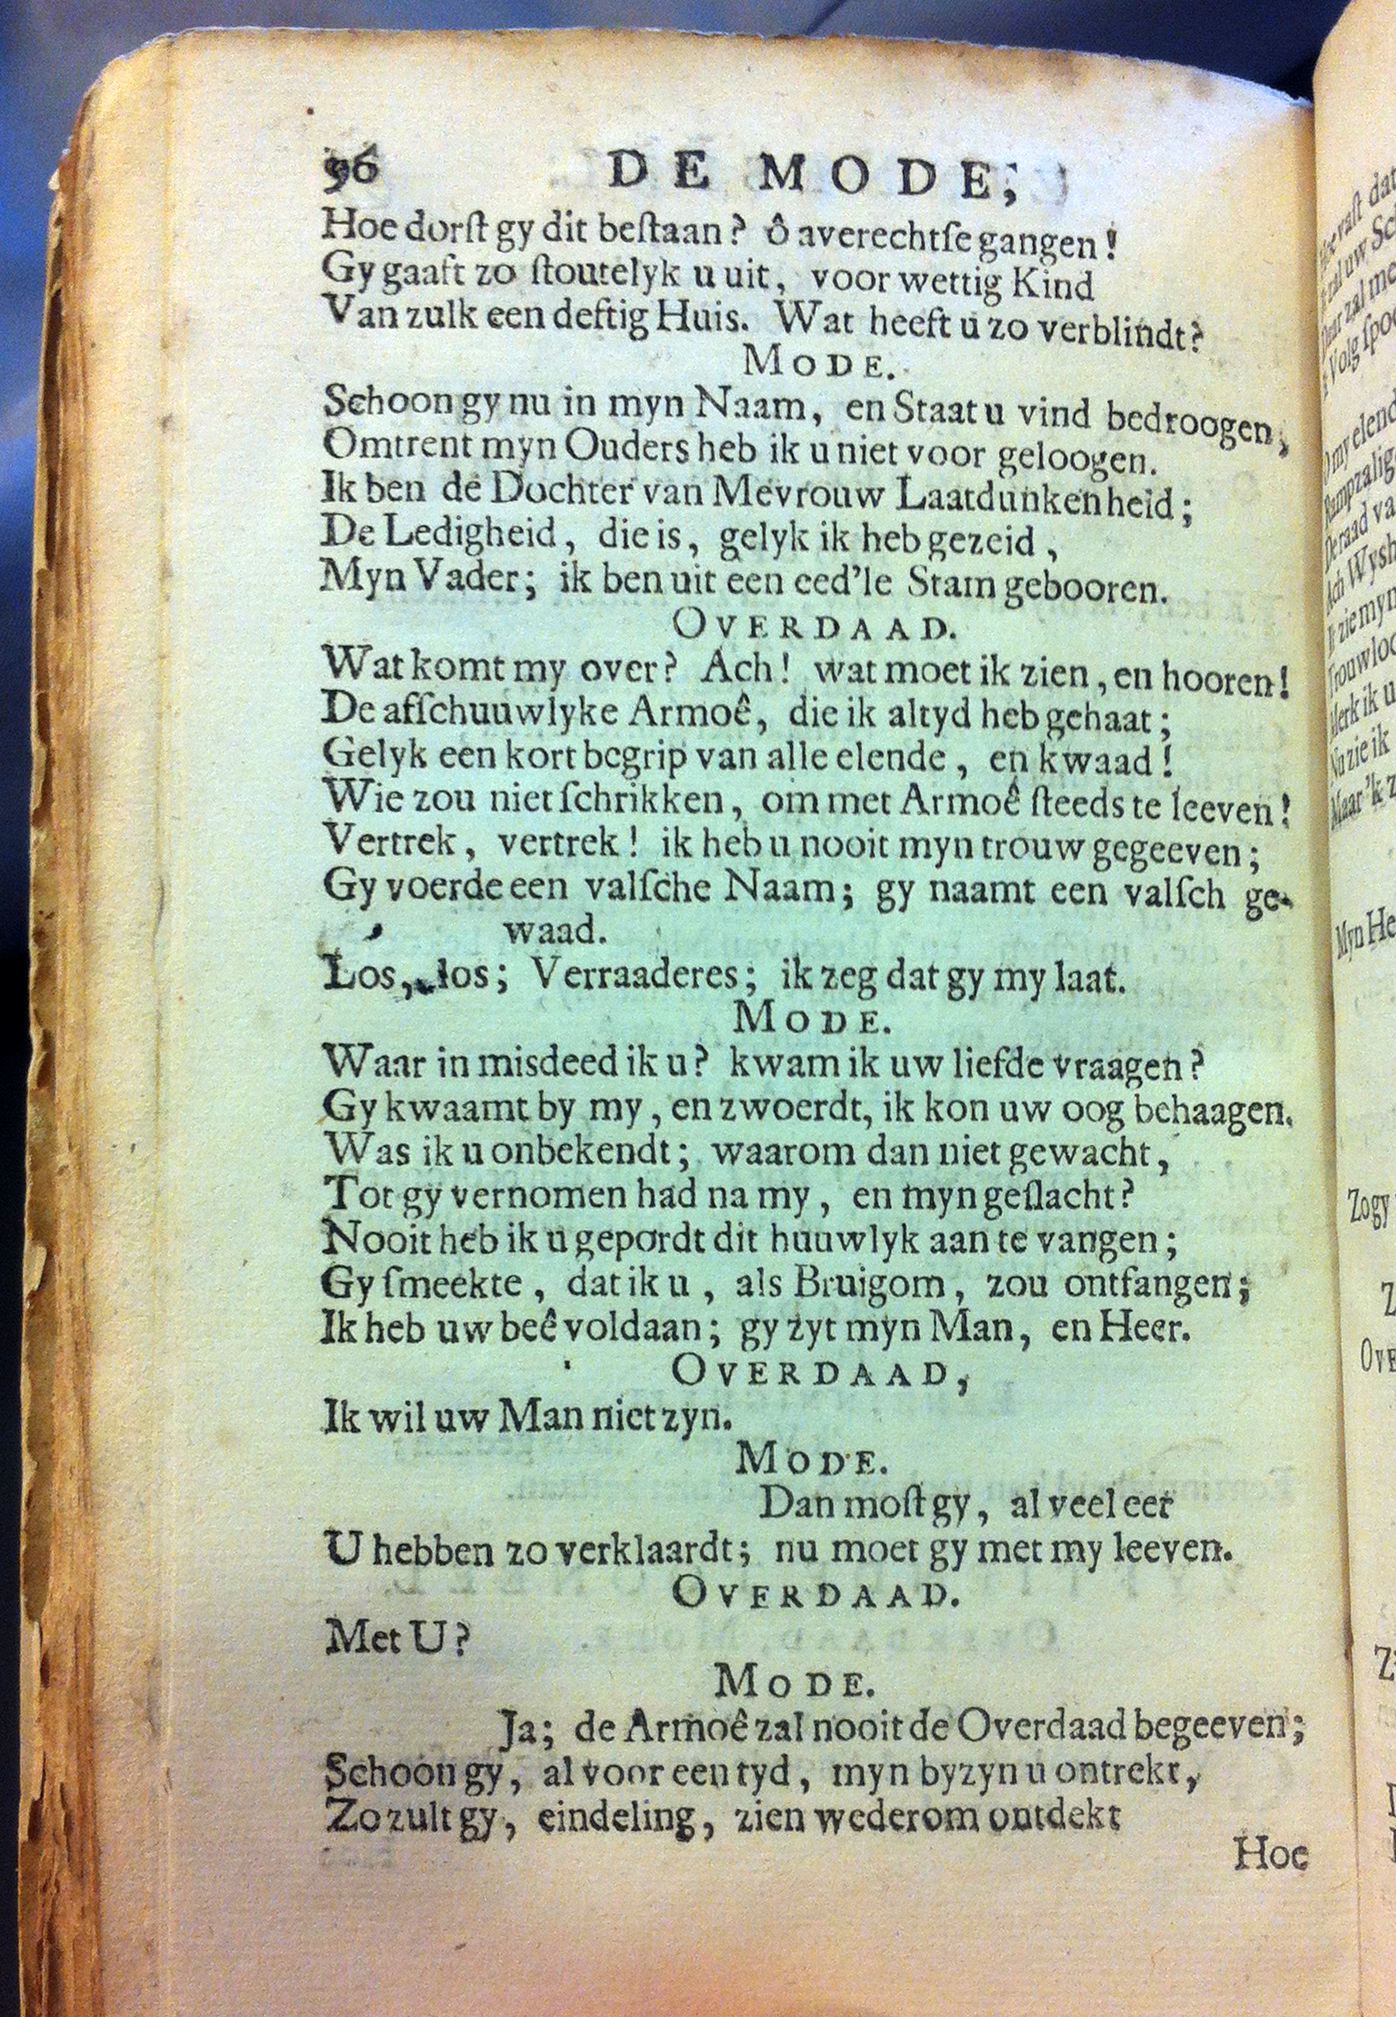 96 DE MODE,
Hoe dorſt gy dit beſtaan? ô averechtſe gangen!
Gy gaaft zo ſtoutelyk u uit, voor wettig Kind
Van zulk een deftig Huis. Wat heeft u zo verblindt?
MODE.
Schoon gy nu in myn Naam, en Staat u vind bedroogen,
Omtrent myn Ouders heb ik u niet voor geloogen.
Ik ben de Dochter van Mevrouw Laatdunkenheid;
De Ledigheid, die is, gelyk ik heb gezeid,
Myn Vader; ik ben uit een eed'le Stam gebooren.
OVERDAAD.
Wat komt my over? Ach! wat moet ik zien, en hooren!
De afſchuuwlyke Armoê, die ik altyd heb gehaat;
Gelyk een kort begrip van alle elende, en kwaad!
Wie zou niet ſchrikken, om met Armoê ſteeds te leeven!
Vertrek, vertrek! ik heb u nooit myn trouw gegeeven;
Gy voerde een valſche Naam; gy naamt een valſch ge-
waad.
Los, los; Verraaderes; ik zeg dat gy my laat.
MODE.
Waar in misdeed ik u? kwam ik uw liefde vraagen?
Gy kwaamt by my, en zwoerdt, ik kon uw oog behaagen.
Was ik u onbekendt; waarom dan niet gewacht,
Tot gy vernomen had na my, en myn geſlacht?
Nooit heb ik u gepordt dit huuwlyk aan te vangen;
Gy ſmeekte, dat ik u, als Bruigom, zou ontfangen;
Ik heb uw beê voldaan; gy zyt myn Man, en Heer.
OVERDAAD,
Ik wil uw Man niet zyn.
MODE.
Dan moſt gy, al veel eer
U hebben zo verklaardt; nu moet gy met my leeven.
OVERDAAD.
Met U?
MODE.
Ja; de Armoê zal nooit de Overdaad begeeven;
Schoon gy, al voor een tyd, myn byzyn u ontrekt,
Zo zult gy, eindeling, zien wederom ontdekt
Hoe